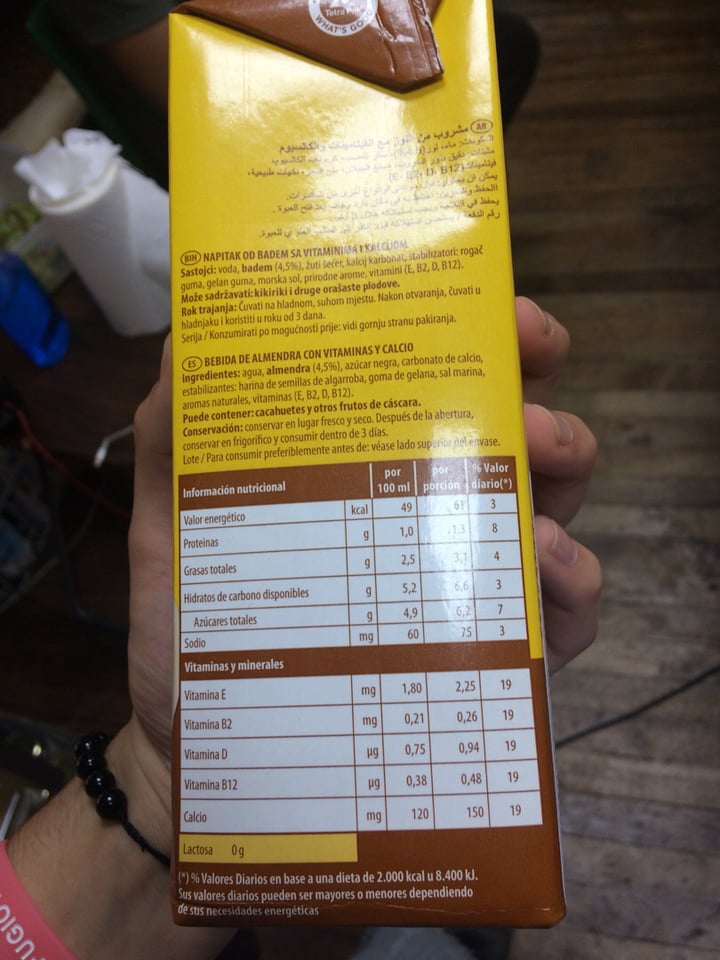 Tetra Pak
WHAT'S GOOD
AR مشروب من اللوز مع الفيتامينات والكالسيوم
BIH NAPITAK OD BADEM SA VITAMINIMA I KALCIJOM
Sastojci: voda, badem (4,5%), žuti šećer, kalcij karbonat, stabilizatori: rogač
guma, gelan guma, morska sol, prirodne arome, vitamini (E, B2, D, B12).
Može sadržavati: kikiriki i druge orašaste plodove.
Rok trajanja: Čuvati na hladnom, suhom mjestu. Nakon otvaranja, čuvati u
hladnjaku i koristiti u roku od 3 dana.
Serija / Konzumirati po mogućnosti prije: vidi gornju stranu pakiranja.
ES BEBIDA DE ALMENDRA CON VITAMINAS Y CALCIO
Ingredientes: agua, almendra (4,5%), azúcar negra, carbonato de calcio,
estabilizantes: harina de semillas de algarroba, goma de gelana, sal marina,
aromas naturales, vitaminas (E, B2, D, B12).
Puede contener: cacahuetes y otros frutos de cáscara.
Conservación: conservar en lugar fresco y seco. Después de la abertura,
conservar en frigorífico y consumir dentro de 3 días.
Lote / Para consumir preferiblemente antes de: véase lado superior del envase.
Información nutricional por 100 ml por porción % Valor diario(*)
Valor energético kcal 49 61 3
Proteinas g 1,0 1,3 8
Grasas totales g 2,5 3,1 4
Hidratos de carbono disponibles g 5,2 6,6 3
Azúcares totales g 4,9 6,2 7
Sodio mg 60 75 3
Vitaminas y minerales
Vitamina E mg 1,80 2,25 19
Vitamina B2 mg 0,21 0,26 19
Vitamina D µg 0,75 0,94 19
Vitamina B12 µg 0,38 0,48 19
Calcio mg 120 150 19
Lactosa 0 g
(*) % Valores Diarios en base a una dieta de 2.000 kcal u 8.400 kJ.
Sus valores diarios pueden ser mayores o menores dependiendo
de sus necesidades energéticas